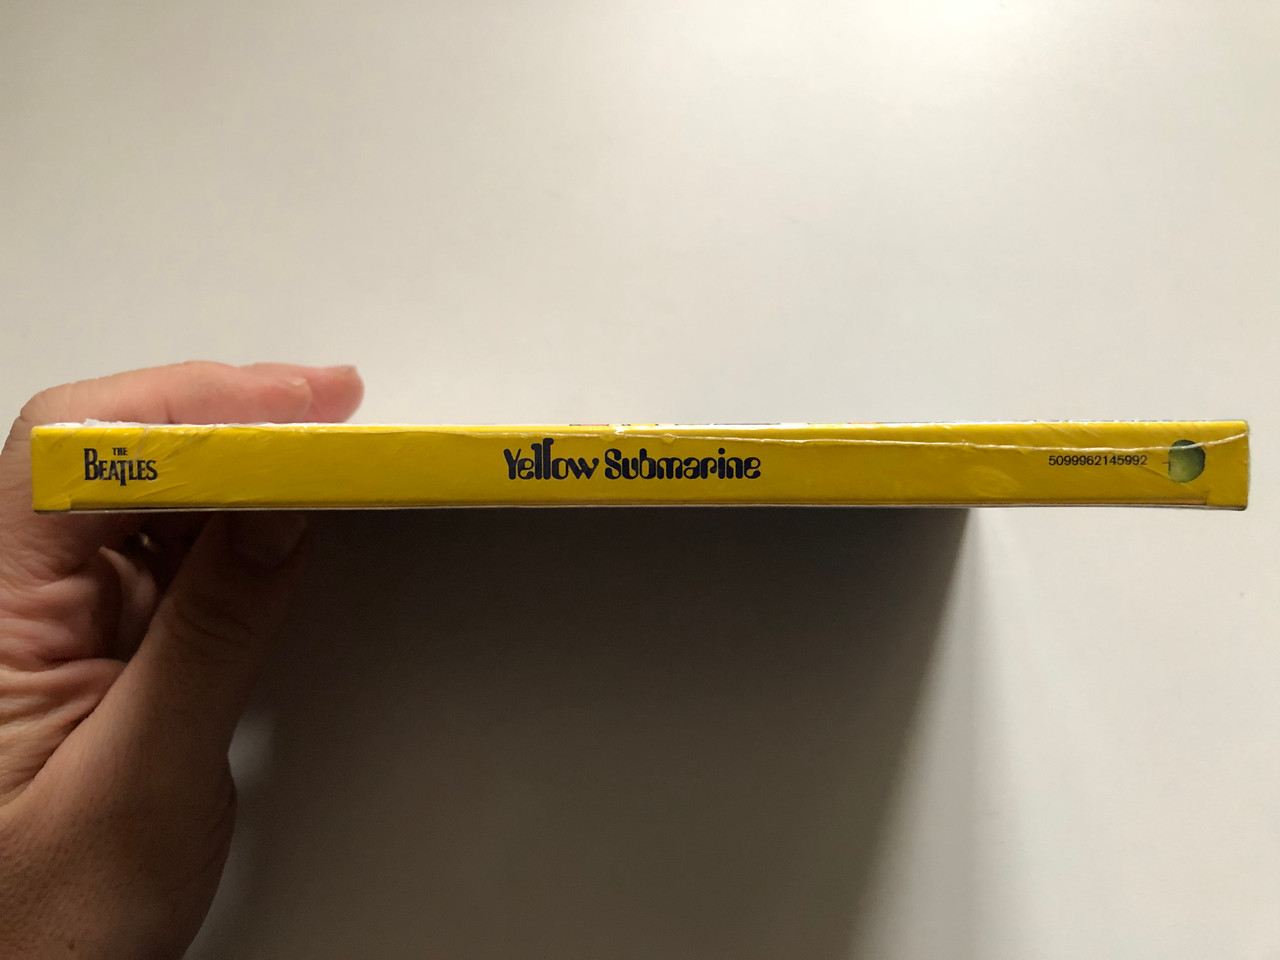 THE
BEATLES
Yellow Submarine
5099962145992